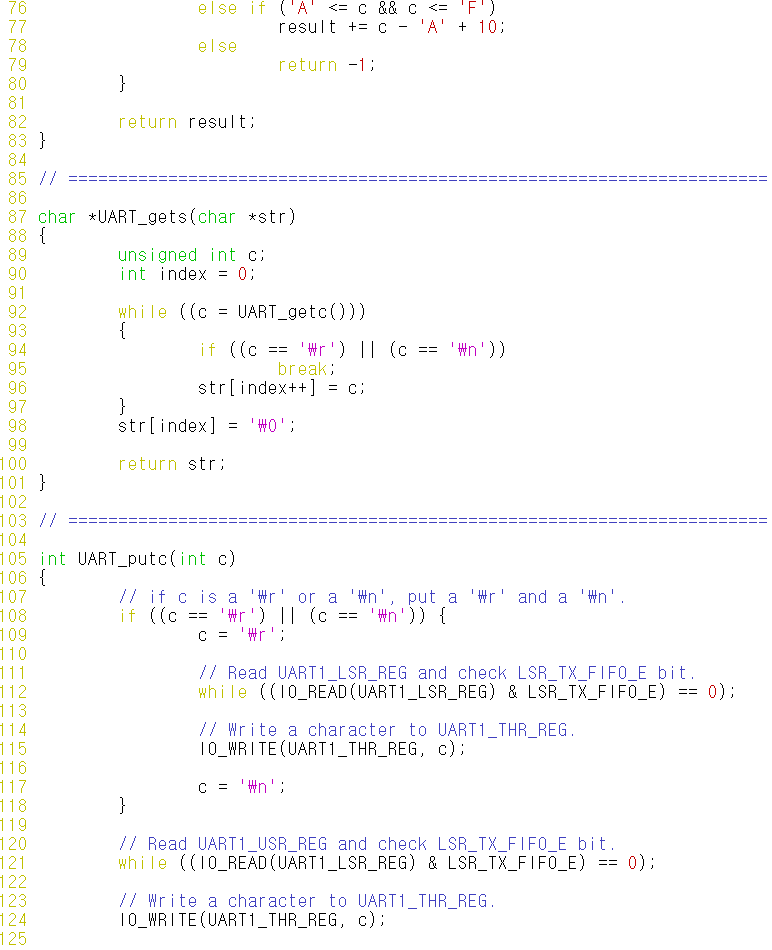 76                 else if ('A' <= c && c <= 'F')
77                         result += c - 'A' + 10;
78                 else
79                         return -1;
80         }
81
82         return result;
83 }
84
85 // ======================================================================
86
87 char *UART_gets(char *str)
88 {
89         unsigned int c;
90         int index = 0;
91
92         while ((c = UART_getc()))
93         {
94                 if ((c == '₩r') || (c == '₩n'))
95                         break;
96                 str[index++] = c;
97         }
98         str[index] = '₩0';
99
100         return str;
101 }
102
103 // ======================================================================
104
105 int UART_putc(int c)
106 {
107         // if c is a '₩r' or a '₩n', put a '₩r' and a '₩n'.
108         if ((c == '₩r') || (c == '₩n')) {
109                 c = '₩r';
110
111                 // Read UART1_LSR_REG and check LSR_TX_FIFO_E bit.
112                 while ((IO_READ(UART1_LSR_REG) & LSR_TX_FIFO_E) == 0);
113
114                 // Write a character to UART1_THR_REG.
115                 IO_WRITE(UART1_THR_REG, c);
116
117                 c = '₩n';
118         }
119
120         // Read UART1_USR_REG and check LSR_TX_FIFO_E bit.
121         while ((IO_READ(UART1_LSR_REG) & LSR_TX_FIFO_E) == 0);
122
123         // Write a character to UART1_THR_REG.
124         IO_WRITE(UART1_THR_REG, c);
125